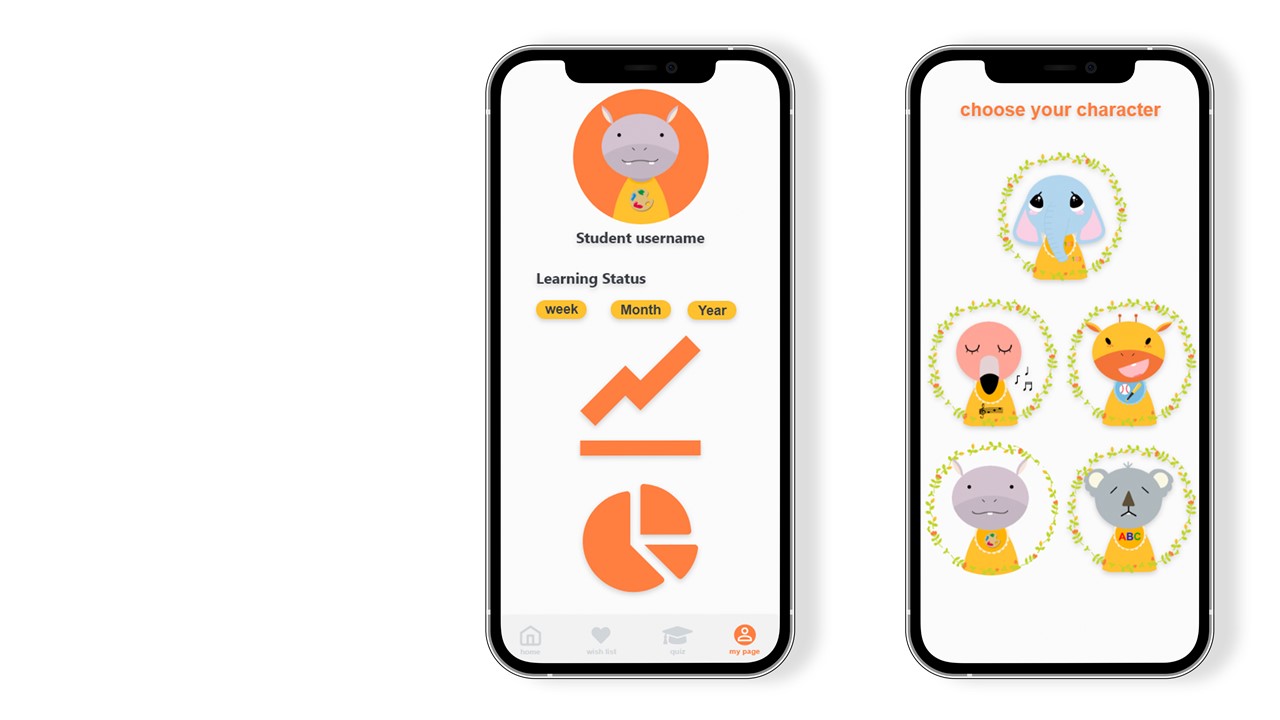 Student username
Learning Status
week Month Year
home wish list quiz my page
choose your character
ABC